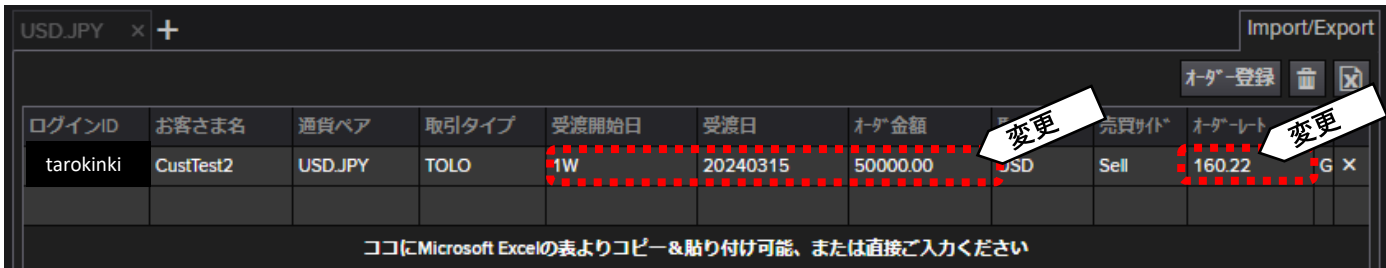 USD.JPY × +
Import/Export
ｵｰﾀﾞｰ登録
ログインID お客さま名 通貨ペア 取引タイプ 受渡開始日 受渡日 ｵｰﾀﾞ金額 変更 売買ｻｲﾄﾞ ｵｰﾀﾞｰﾚｰﾄ 変更
tarokinki CustTest2 USD.JPY TOLO 1W 20240315 50000.00 USD Sell 160.22 G ×
ココにMicrosoft Excelの表よりコピー＆貼り付け可能、または直接ご入力ください